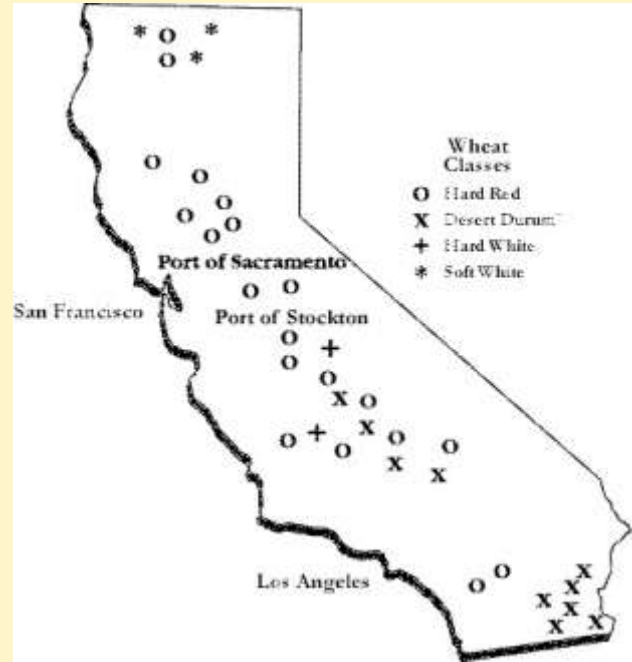 Wheat
Classes
O Hard Red
X Desert Durum
+ Hard White
* Soft White
Port of Sacramento
San Francisco
Port of Stockton
Los Angeles